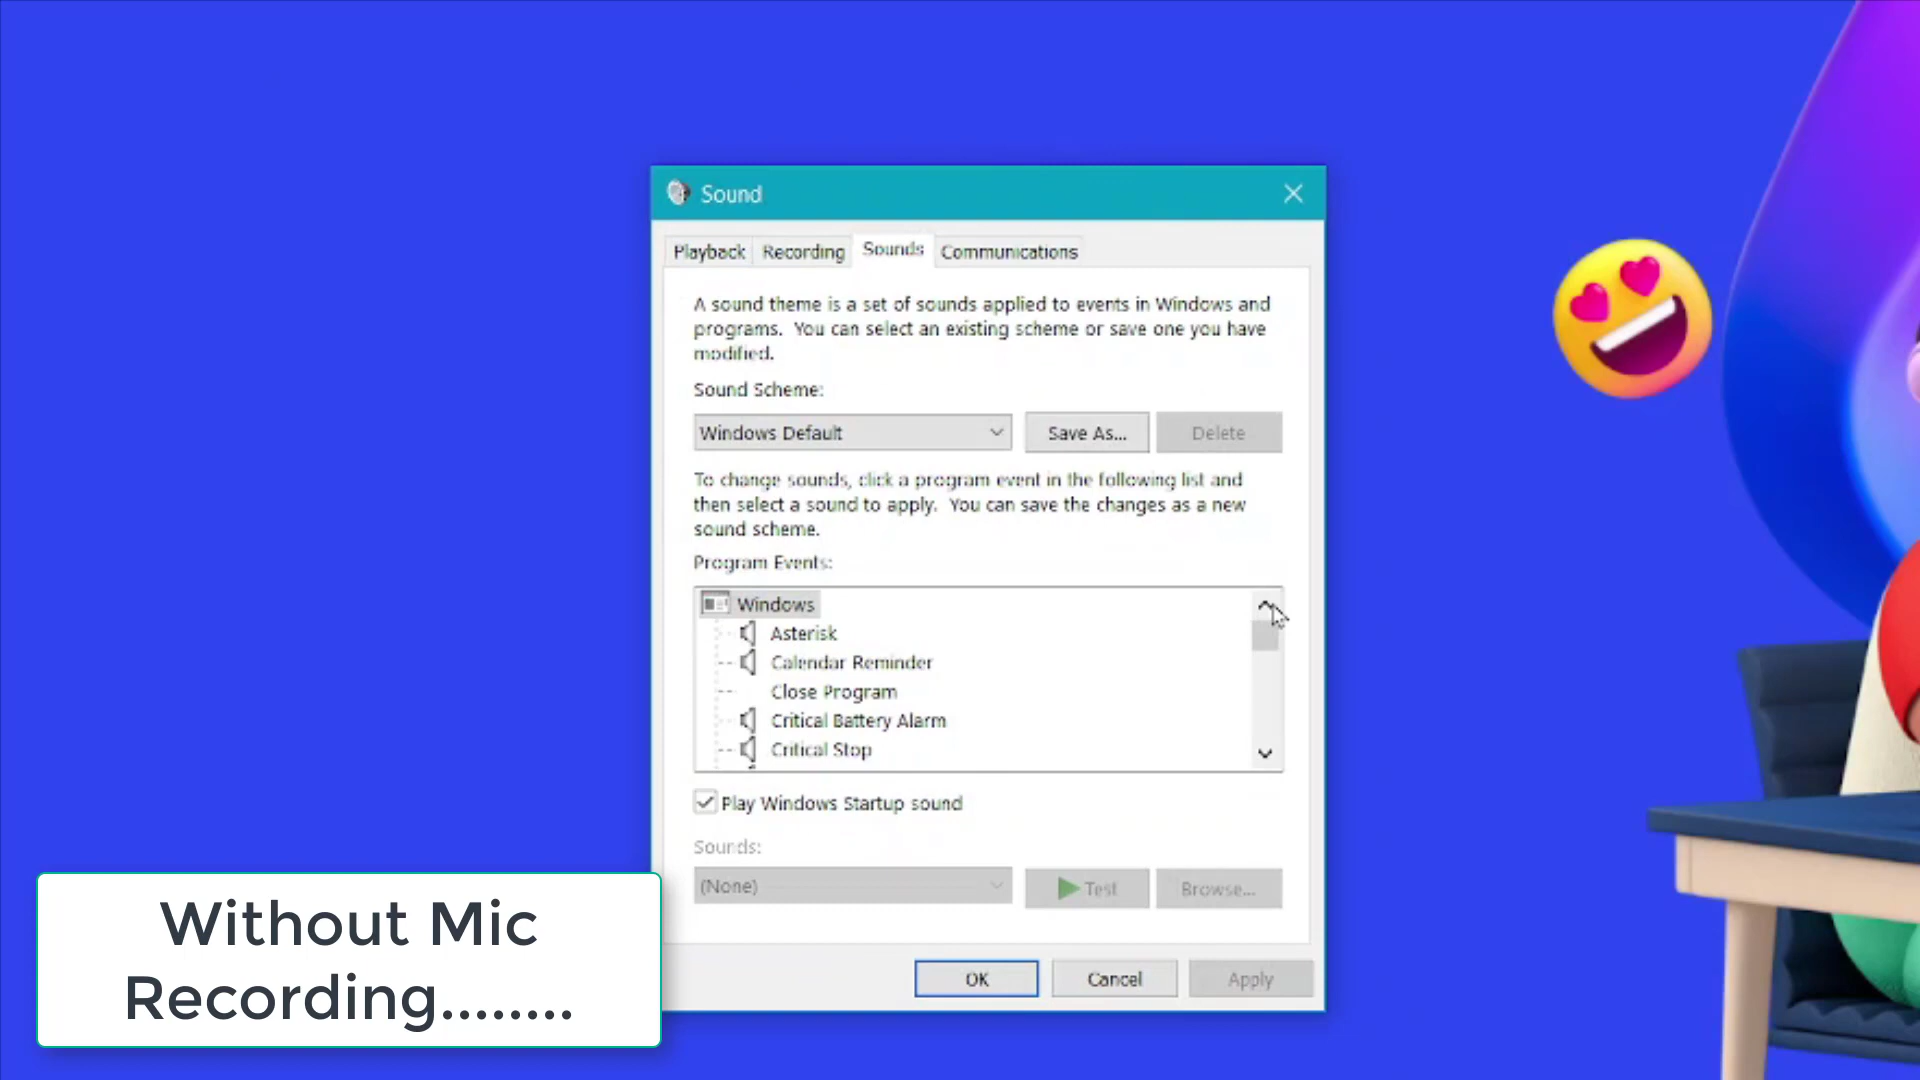 Sound
Playback Recording Sounds Communications
A sound theme is a set of sounds applied to events in Windows and
programs. You can select an existing scheme or save one you have
modified.
Sound Scheme:
Windows Default Save As... Delete
To change sounds, click a program event in the following list and
then select a sound to apply. You can save the changes as a new
sound scheme.
Program Events:
Windows
Asterisk
Calendar Reminder
Close Program
Critical Battery Alarm
Critical Stop
Play Windows Startup sound
Sounds:
(None) Test Browse...
OK Cancel Apply
Without Mic
Recording........